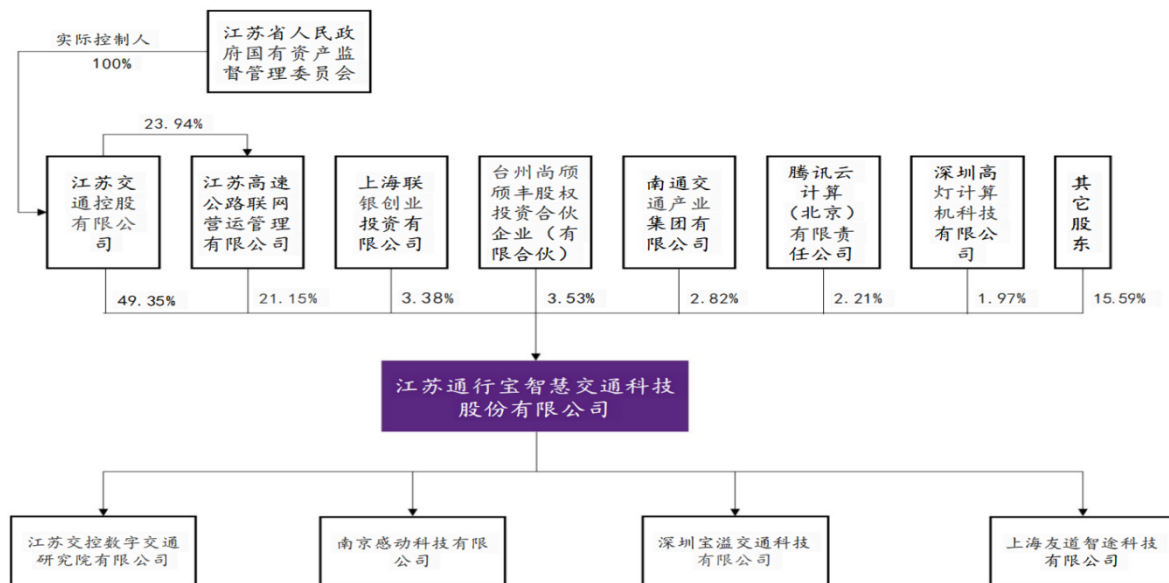 实际控制人
100%
江苏省人民政
府国有资产监
督管理委员会
23.94%
江苏交
通控股
有限公
司
江苏高速
公路联网
营运管理
有限公司
上海联
银创业
投资有
限公司
台州尚颀
颀丰股权
投资合伙
企业（有
限合伙）
南通交
通产业
集团有
限公司
腾讯云
计算
（北京）
有限责
任公司
深圳高
灯计算
机科技
有限公
司
其它
股东
49.35%
21.15%
3.38%
3.53%
2.82%
2.21%
1.97%
15.59%
江苏通行宝智慧交通科技
股份有限公司
江苏交控数字交通
研究院有限公司
南京感动科技有限
公司
深圳宝溢交通科技
有限公司
上海友道智途科技
有限公司